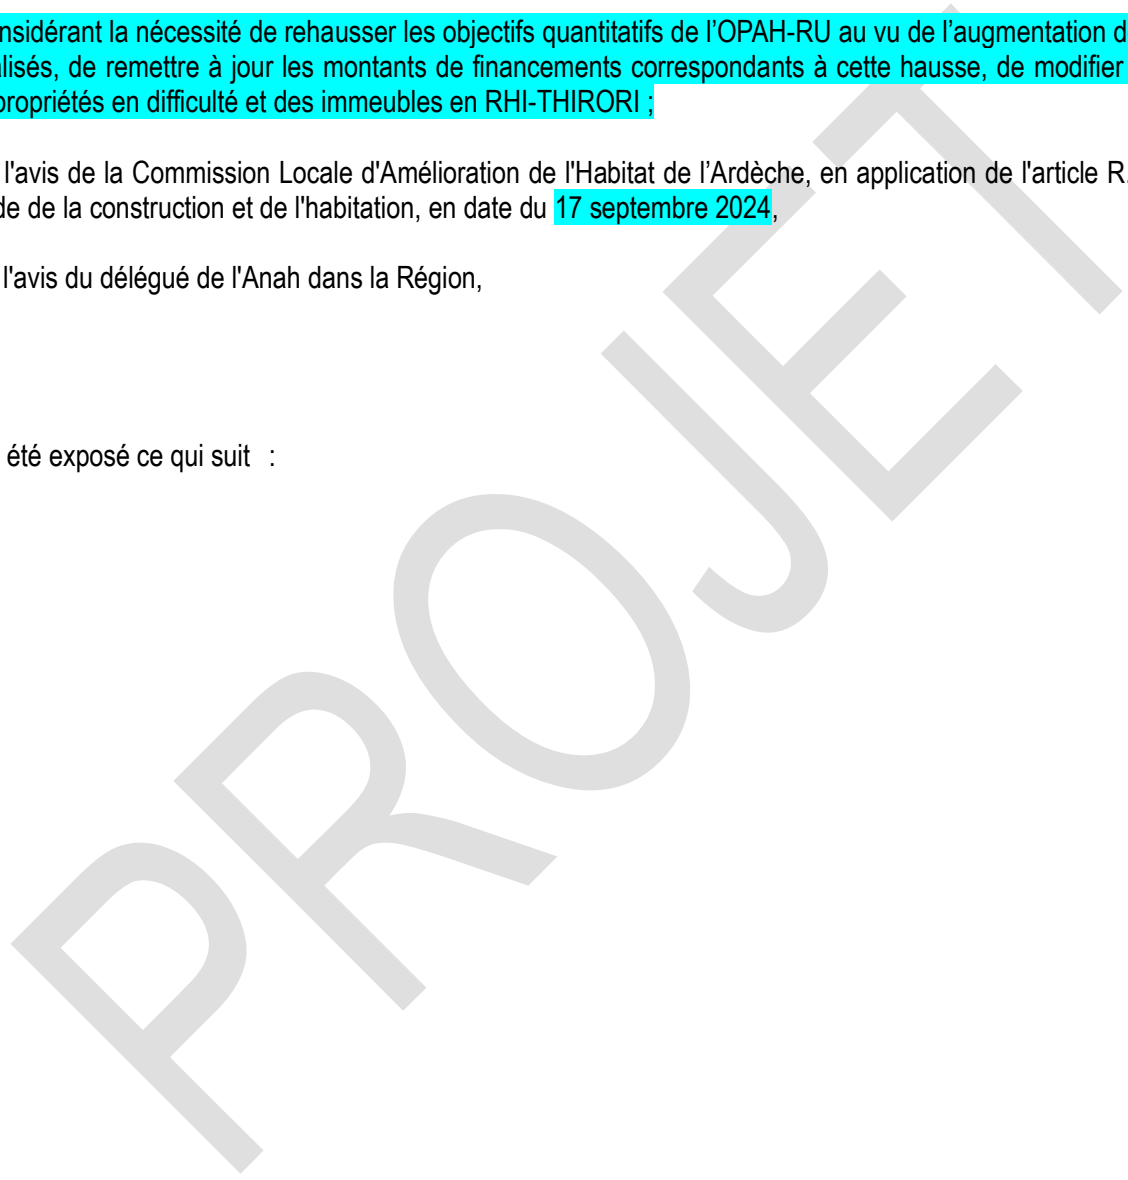 nsidérant la nécessité de rehausser les objectifs quantitatifs de l’OPAH-RU au vu de l’augmentation d
alisés, de remettre à jour les montants de financements correspondants à cette hausse, de modifier
propriétés en difficulté et des immeubles en RHI-THIRORI ;
l'avis de la Commission Locale d'Amélioration de l'Habitat de l’Ardèche, en application de l'article R.
de de la construction et de l'habitation, en date du 17 septembre 2024,
l'avis du délégué de l'Anah dans la Région,
été exposé ce qui suit :
PROJET